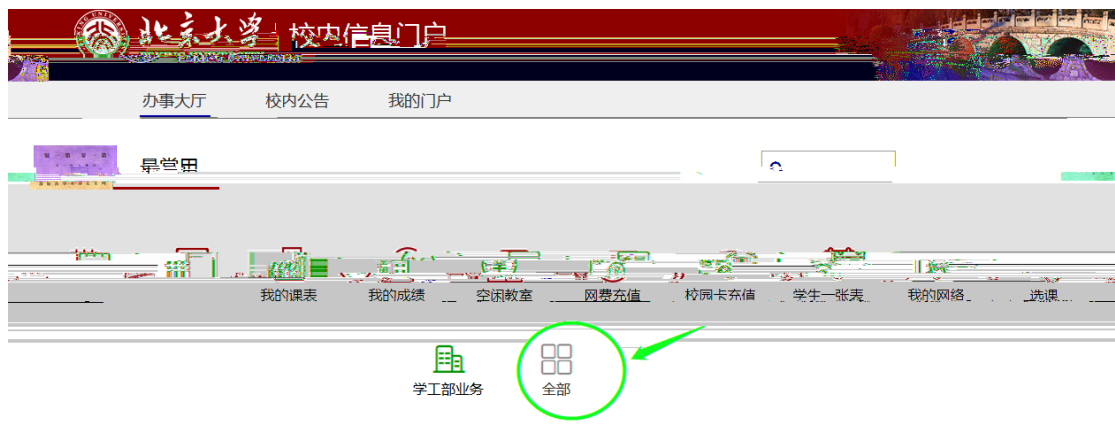 北京大学 校内信息门户
办事大厅 校内公告 我的门户
最常用
我的课表 我的成绩 空闲教室 网费充值 校园卡充值 学生一张表 我的网络 选课
学工部业务 全部